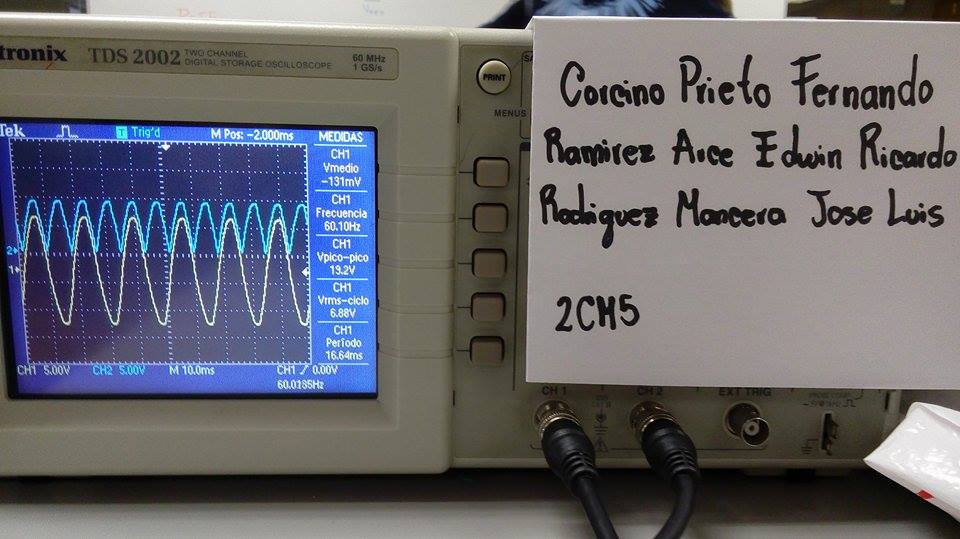 tronix TDS 2002 TWO CHANNEL DIGITAL STORAGE OSCILLOSCOPE 60 MHz 1 GS/s
PRINT
MENUS
Tek T Trig'd M Pos: -2.000ms MEDIDAS
CH1
Vmedio
-131mV
CH1
Frecuencia
60.10Hz
CH1
Vpico-pico
19.2V
CH1
Vrms-ciclo
6.88V
CH1
Período
16.64ms
2
1
CH1 5.00V CH2 5.00V M 10.0ms CH1 0.00V
60.0185Hz
Corcino Prieto Fernando
Ramirez Arce Edwin Ricardo
Rodriguez Mancera Jose Luis
2CM5
CH 1 CH 2 EXT TRIG